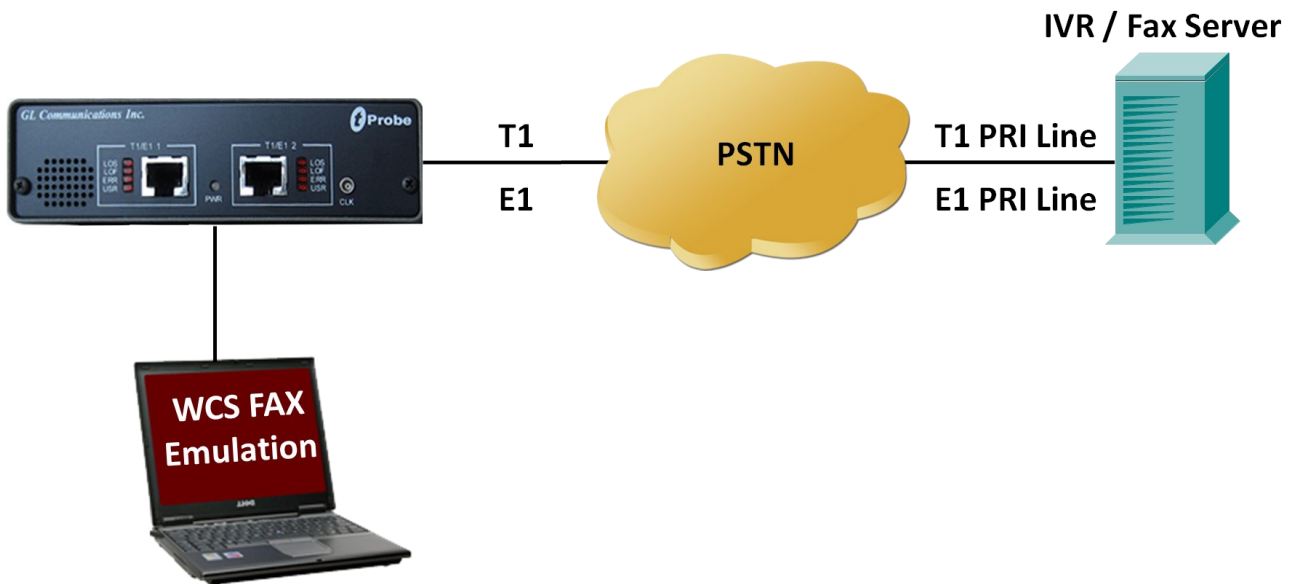 IVR / Fax Server
GL Communications Inc.
tProbe
T1/E1 1
T1/E1 2
LOS
LOF
ERR
USR
LOS
LOF
ERR
USR
PWR
CLK
T1
E1
PSTN
T1 PRI Line
E1 PRI Line
WCS FAX
Emulation
DELL